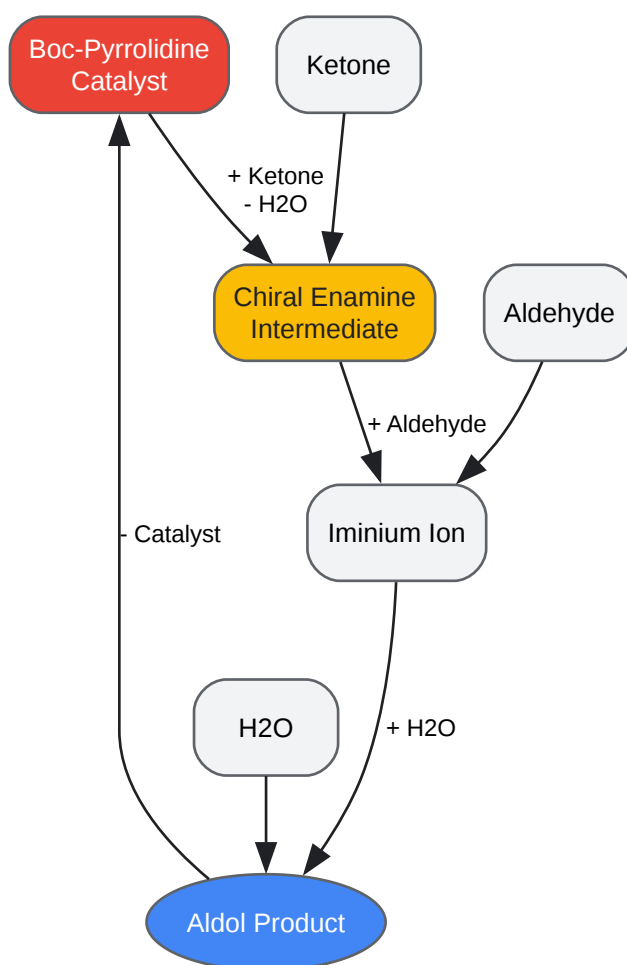 Boc-Pyrrolidine
Catalyst
Ketone
+ Ketone
- H2O
Chiral Enamine
Intermediate
Aldehyde
+ Aldehyde
Iminium Ion
- Catalyst
H2O
+ H2O
Aldol Product